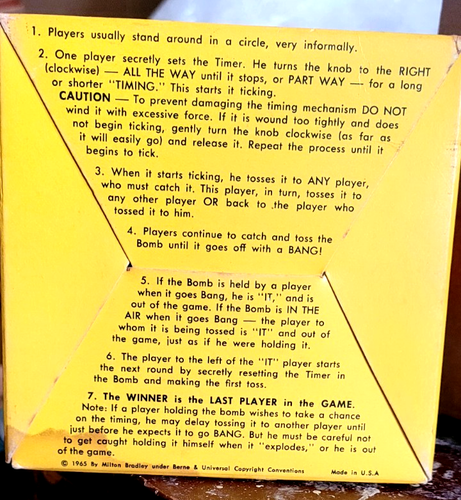 1. Players usually stand around in a circle, very informally.
2. One player secretly sets the Timer. He turns the knob to the RIGHT
(clockwise) — ALL THE WAY until it stops, or PART WAY — for a long
or shorter "TIMING." This starts it ticking.
CAUTION — To prevent damaging the timing mechanism DO NOT
wind it with excessive force. If it is wound too tightly and does
not begin ticking, gently turn the knob clockwise (as far as
it will easily go) and release it. Repeat the process until it
begins to tick.
3. When it starts ticking, he tosses it to ANY player,
who must catch it. This player, in turn, tosses it to
any other player OR back to the player who
tossed it to him.
4. Players continue to catch and toss the
Bomb until it goes off with a BANG!
5. If the Bomb is held by a player
when it goes Bang, he is "IT," and is
out of the game. If the Bomb is IN THE
AIR when it goes Bang — the player to
whom it is being tossed is "IT" and out of
the game, just as if he were holding it.
6. The player to the left of the "IT" player starts
the next round by secretly resetting the Timer in
the Bomb and making the first toss.
7. The WINNER is the LAST PLAYER in the GAME.
Note: If a player holding the bomb wishes to take a chance
on the timing, he may delay tossing it to another player until
just before he expects it to go BANG. But he must be careful not
to get caught holding it himself when it "explodes," or he is out
of the game.
© 1965 By Milton Bradley under Berne & Universal Copyright Conventions Made in U.S.A